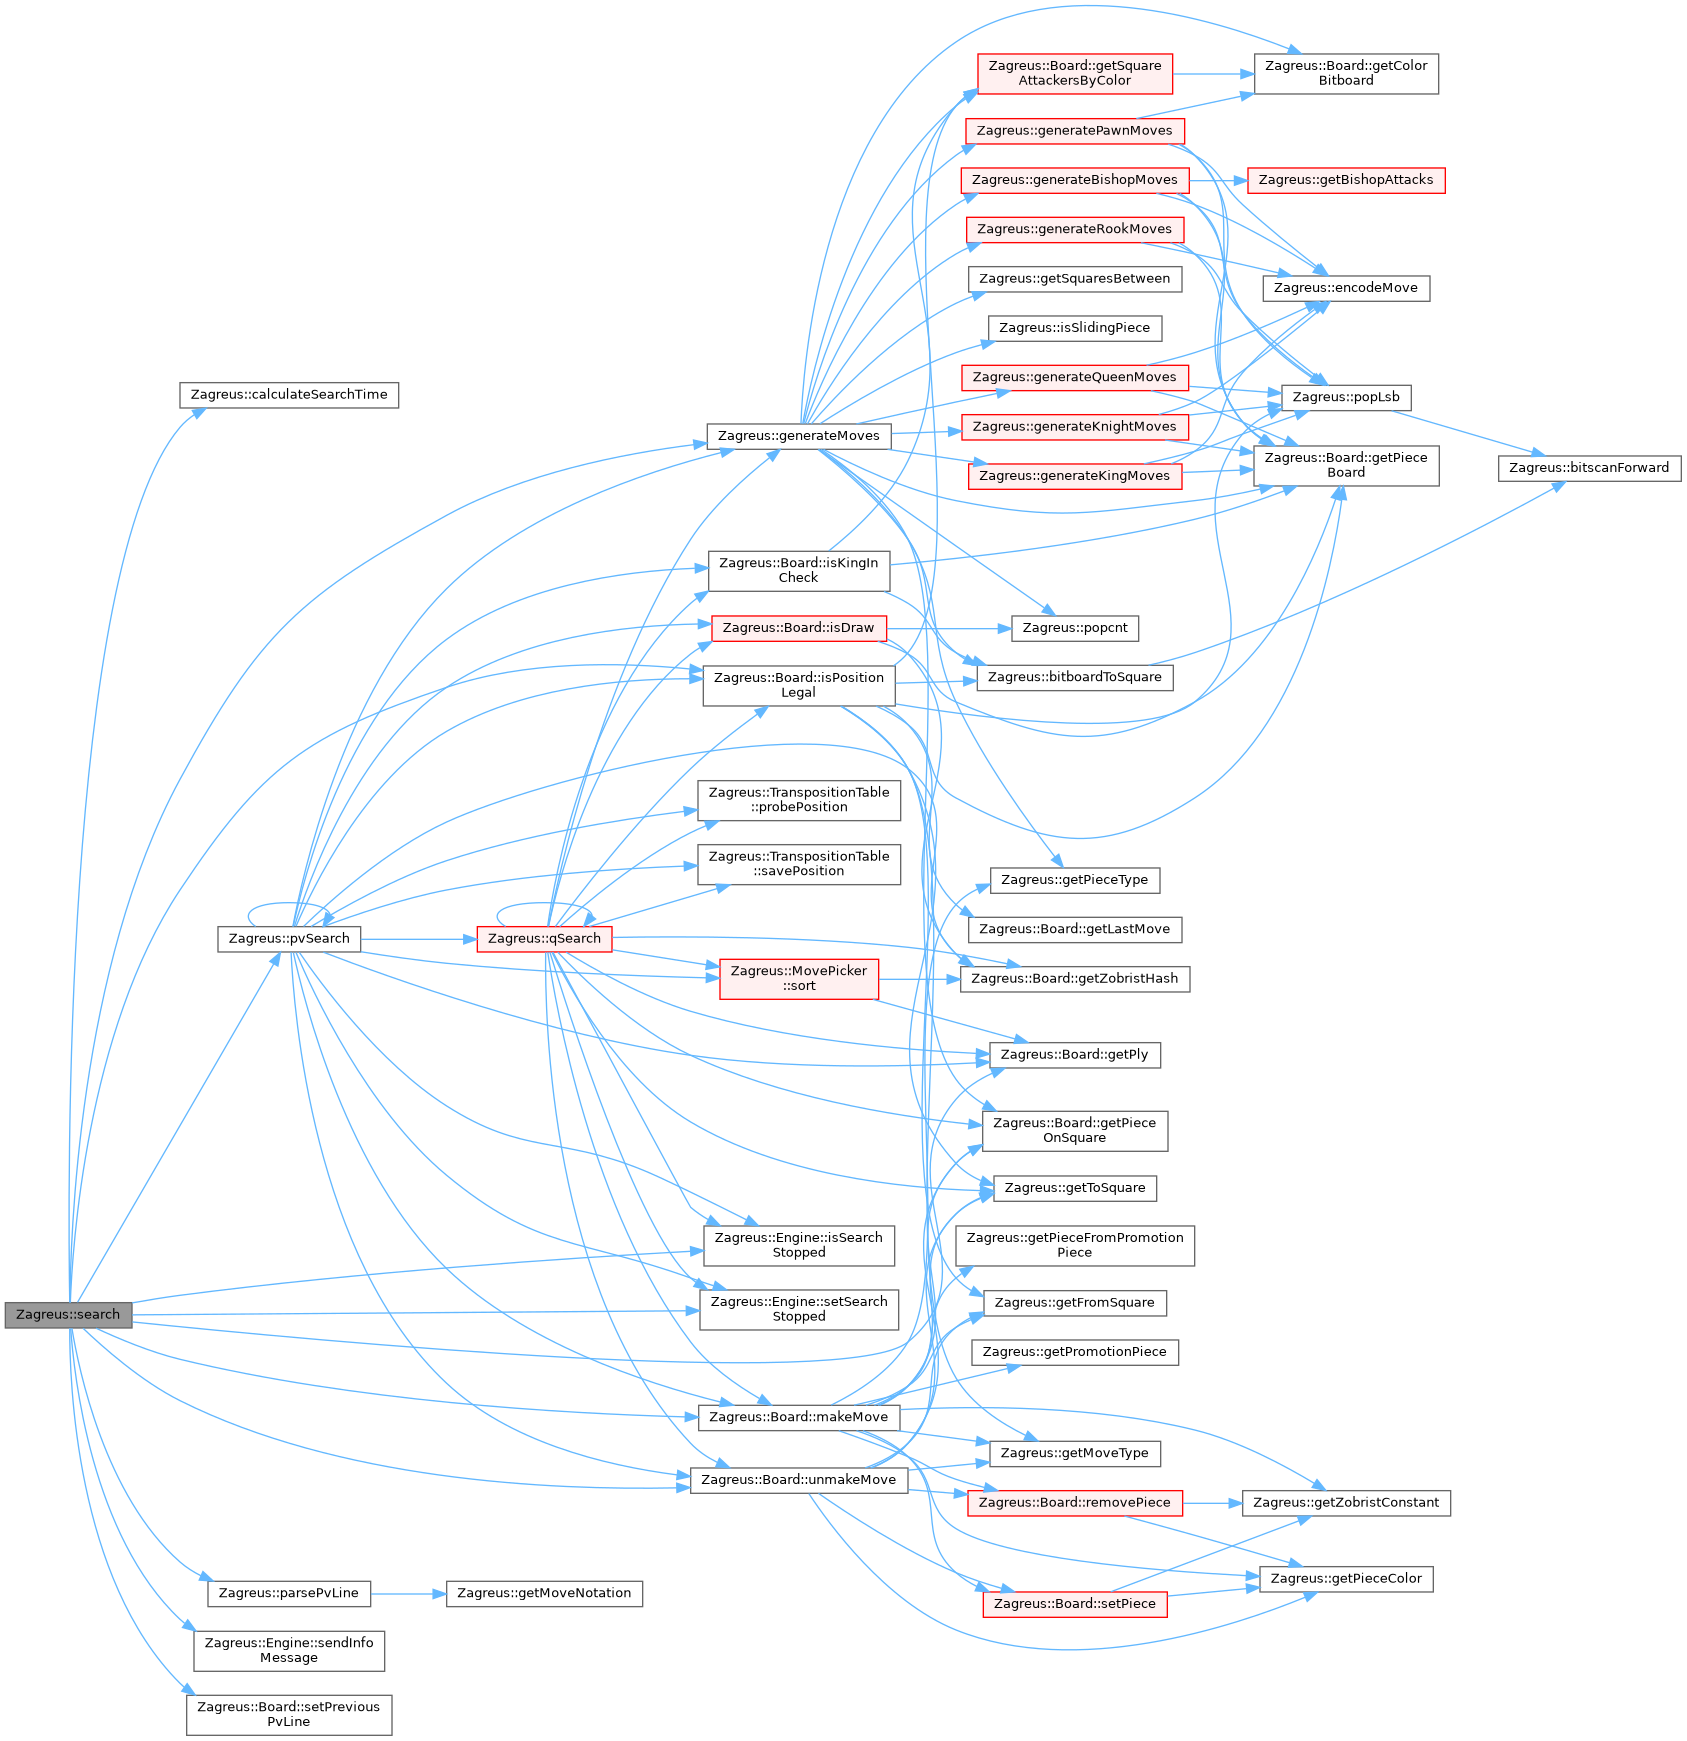 Zagreus::search
Zagreus::calculateSearchTime
Zagreus::pvSearch
Zagreus::parsePvLine
Zagreus::Engine::sendInfo
Message
Zagreus::Board::setPrevious
PvLine
Zagreus::qSearch
Zagreus::getMoveNotation
Zagreus::generateMoves
Zagreus::Board::isKingIn
Check
Zagreus::Board::isDraw
Zagreus::Board::isPosition
Legal
Zagreus::TranspositionTable
::probePosition
Zagreus::TranspositionTable
::savePosition
Zagreus::MovePicker
::sort
Zagreus::Engine::isSearch
Stopped
Zagreus::Engine::setSearch
Stopped
Zagreus::Board::makeMove
Zagreus::Board::unmakeMove
Zagreus::Board::getSquare
AttackersByColor
Zagreus::generatePawnMoves
Zagreus::generateBishopMoves
Zagreus::generateRookMoves
Zagreus::getSquaresBetween
Zagreus::isSlidingPiece
Zagreus::generateQueenMoves
Zagreus::generateKnightMoves
Zagreus::generateKingMoves
Zagreus::popcnt
Zagreus::bitboardToSquare
Zagreus::getPieceType
Zagreus::Board::getLastMove
Zagreus::Board::getZobristHash
Zagreus::Board::getPly
Zagreus::Board::getPiece
OnSquare
Zagreus::getToSquare
Zagreus::getPieceFromPromotion
Piece
Zagreus::getFromSquare
Zagreus::getPromotionPiece
Zagreus::getMoveType
Zagreus::Board::removePiece
Zagreus::Board::setPiece
Zagreus::Board::getColor
Bitboard
Zagreus::getBishopAttacks
Zagreus::encodeMove
Zagreus::popLsb
Zagreus::Board::getPiece
Board
Zagreus::getZobristConstant
Zagreus::getPieceColor
Zagreus::bitscanForward